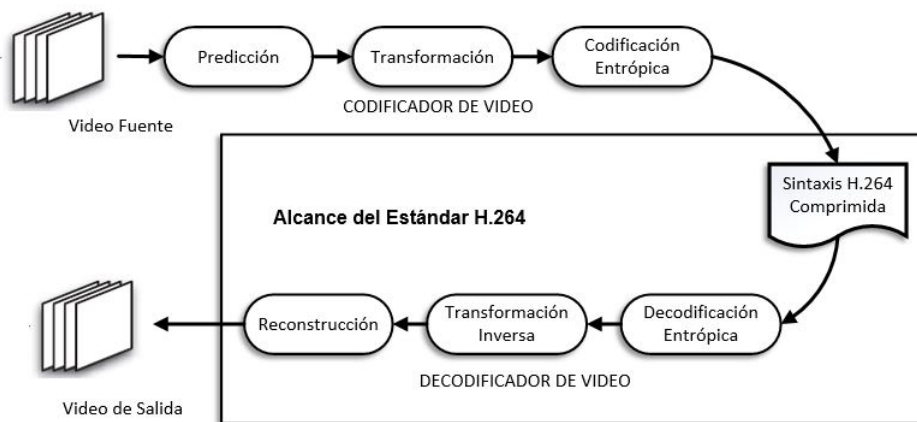 Predicción
Transformación
Codificación
Entrópica
CODIFICADOR DE VIDEO
Video Fuente
Sintaxis H.264
Comprimida
Alcance del Estándar H.264
Reconstrucción
Transformación
Inversa
Decodificación
Entrópica
DECODIFICADOR DE VIDEO
Video de Salida